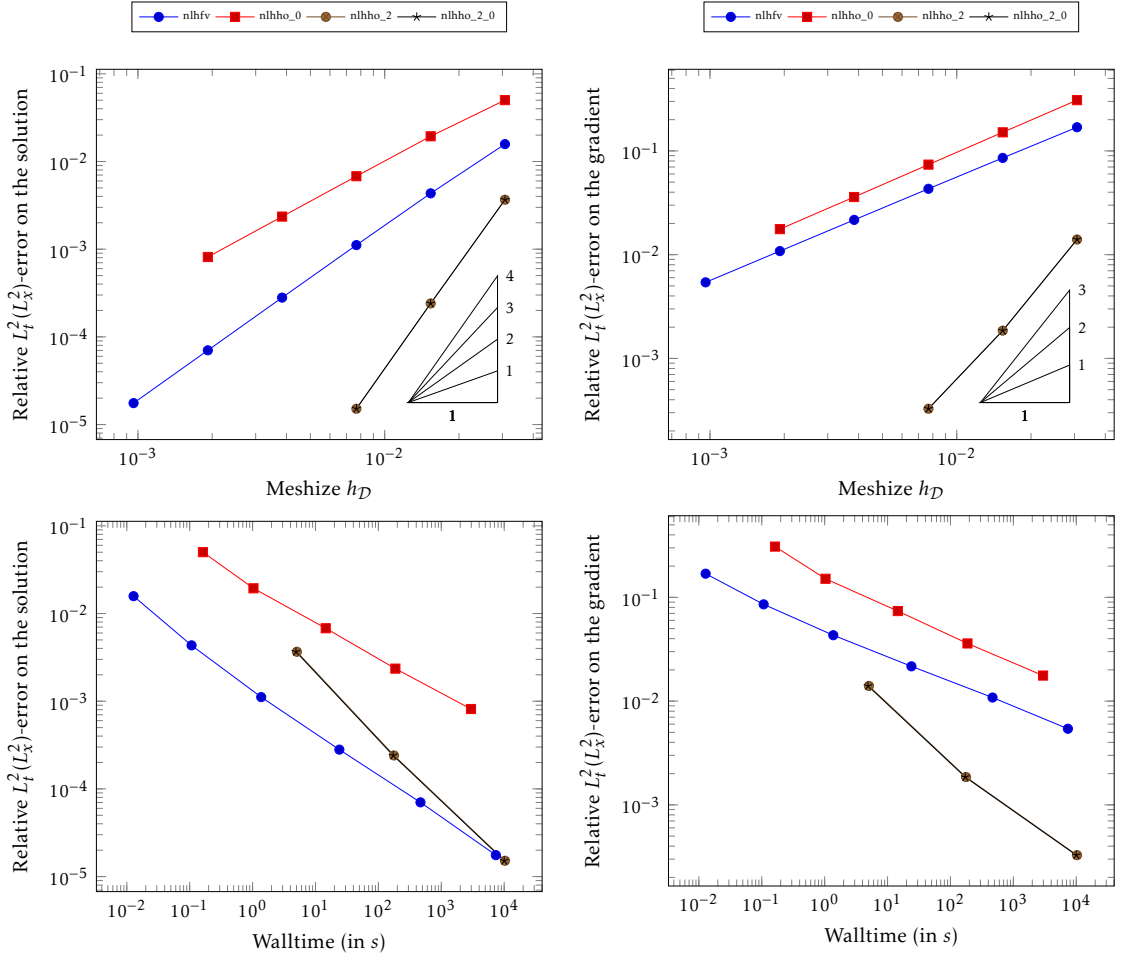 nlhfv nlhho_0 nlhho_2 nlhho_2_0
10^{-1}
10^{-2}
10^{-3}
10^{-4}
10^{-5}
Relative L_t^2(L_x^2)-error on the solution
4
3
2
1
1
10^{-3} 10^{-2}
Meshize h_D
nlhfv nlhho_0 nlhho_2 nlhho_2_0
10^{-1}
10^{-2}
10^{-3}
Relative L_t^2(L_x^2)-error on the gradient
3
2
1
1
10^{-3} 10^{-2}
Meshize h_D
10^{-1}
10^{-2}
10^{-3}
10^{-4}
10^{-5}
Relative L_t^2(L_x^2)-error on the solution
10^{-2} 10^{-1} 10^0 10^1 10^2 10^3 10^4
Walltime (in s)
10^{-1}
10^{-2}
10^{-3}
Relative L_t^2(L_x^2)-error on the gradient
10^{-2} 10^{-1} 10^0 10^1 10^2 10^3 10^4
Walltime (in s)